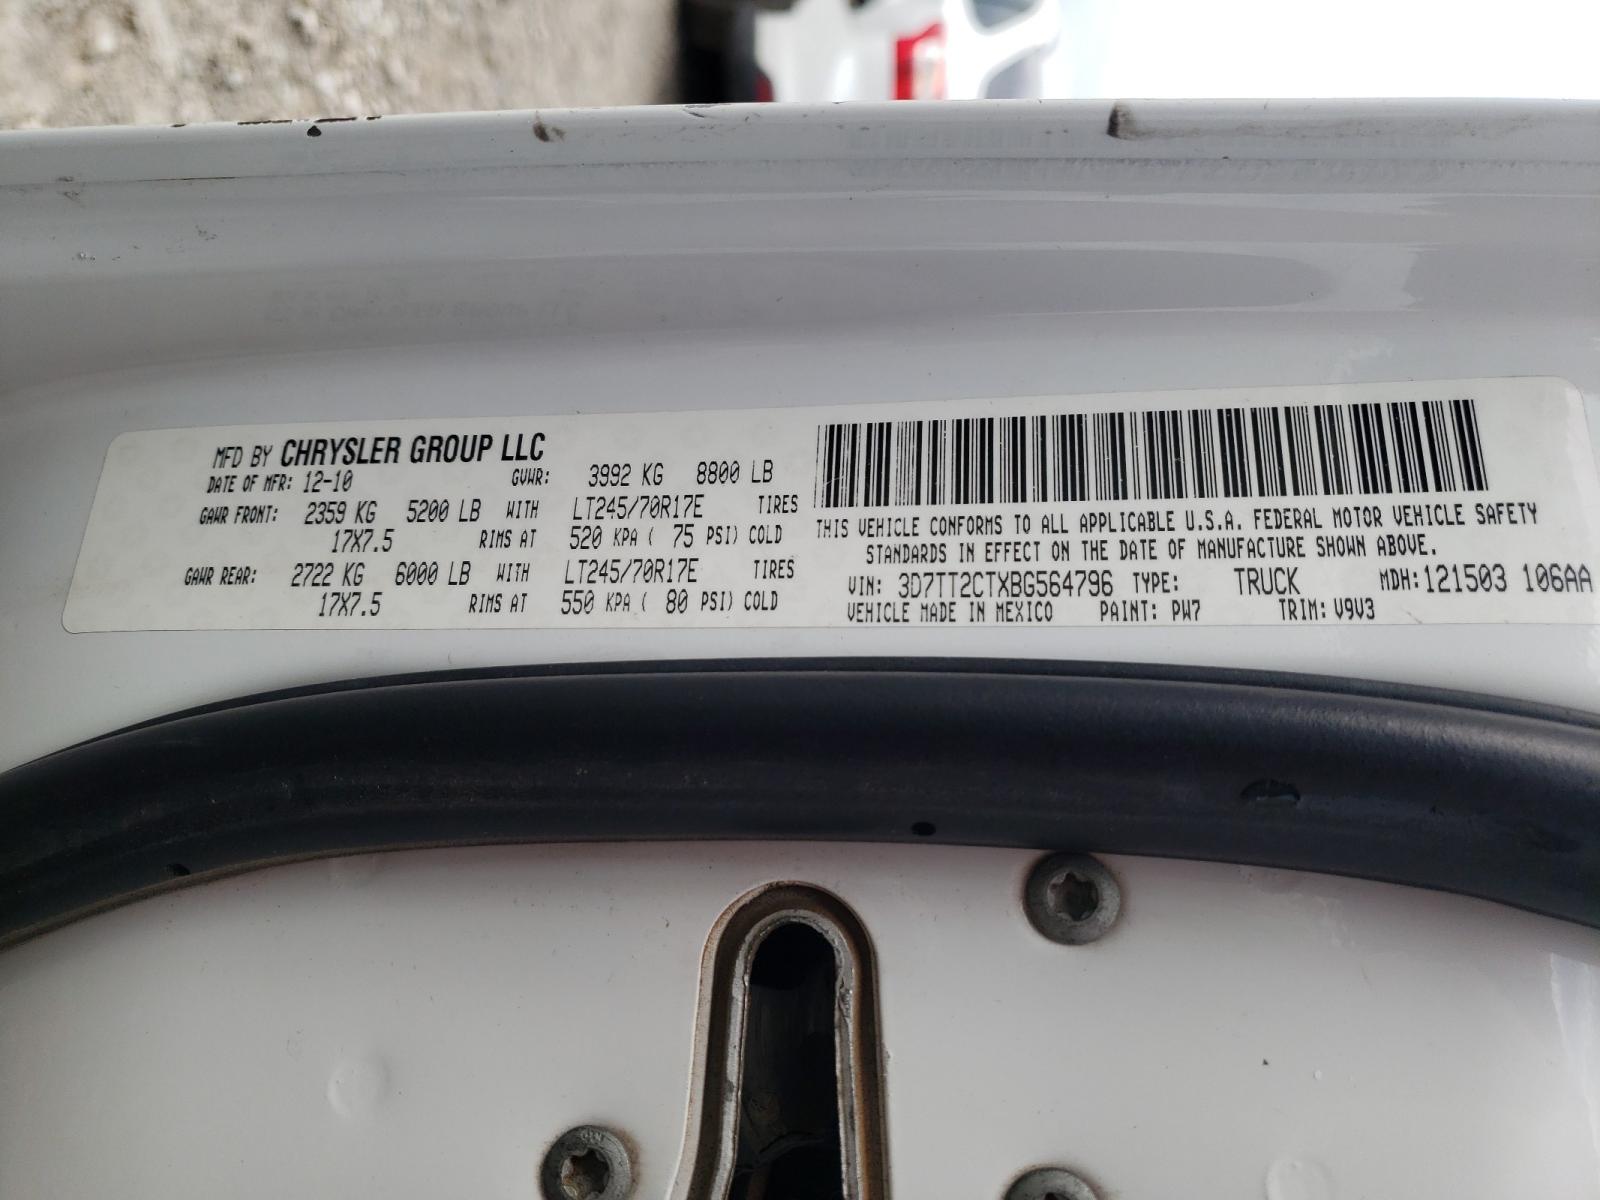 MFD BY CHRYSLER GROUP LLC
DATE OF MFR: 12-10 GVWR: 3992 KG 8800 LB
GAWR FRONT: 2359 KG 5200 LB WITH LT245/70R17E TIRES
17X7.5 RIMS AT 520 KPA ( 75 PSI) COLD
GAWR REAR: 2722 KG 6000 LB WITH LT245/70R17E TIRES
17X7.5 RIMS AT 550 KPA ( 80 PSI) COLD
THIS VEHICLE CONFORMS TO ALL APPLICABLE U.S.A. FEDERAL MOTOR VEHICLE SAFETY
STANDARDS IN EFFECT ON THE DATE OF MANUFACTURE SHOWN ABOVE.
VIN: 3D7TT2CTXBG564796 TYPE: TRUCK MDH: 121503 106AA
VEHICLE MADE IN MEXICO PAINT: PW7 TRIM: V9V3